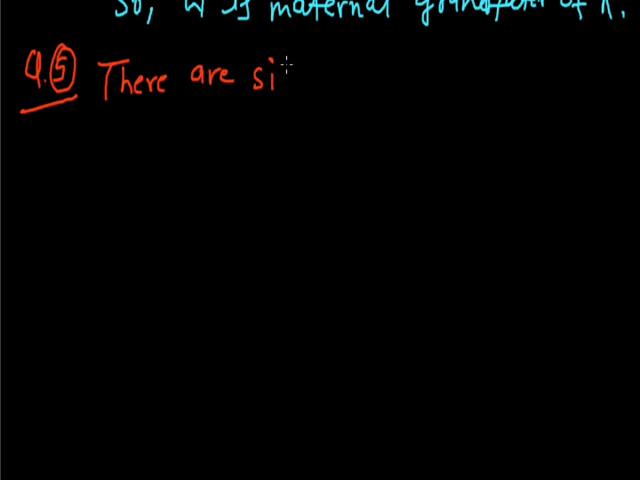 So, W is maternal grandfather of X.
Q.5 There are si